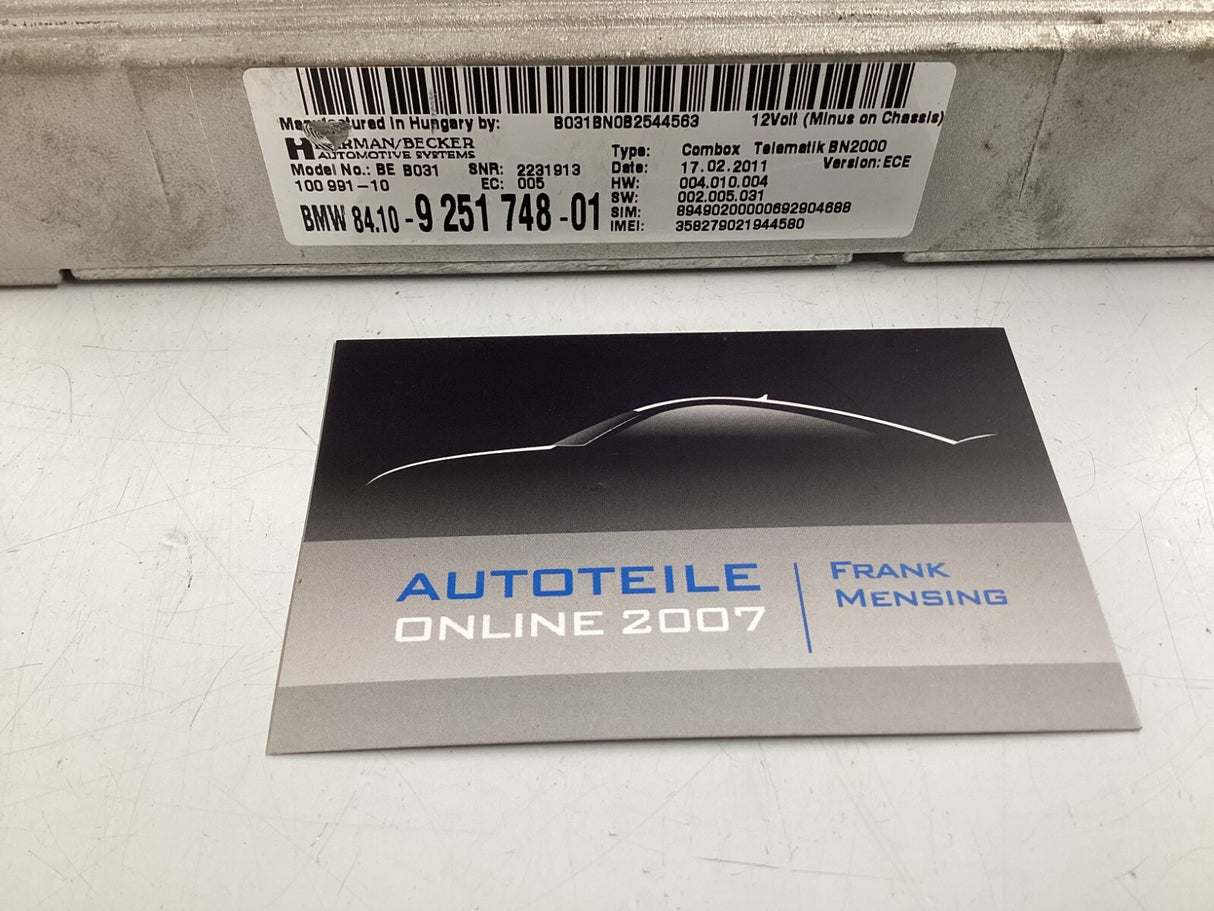 Manufactured in Hungary by: B031BN0B2544563 12Volt (Minus on Chassis)
HARMAN/BECKER
AUTOMOTIVE SYSTEMS
Type: Combox Telematik BN2000
Model No.: BE B031 SNR: 2231913 Date: 17.02.2011 Version: ECE
100 991-10 EC: 005 HW: 004.010.004
SW: 002.005.031
BMW 84.10-9 251 748-01 SIM: 89490200000692904688
IMEI: 358279021944580
AUTOTEILE
ONLINE 2007
FRANK
MENSING